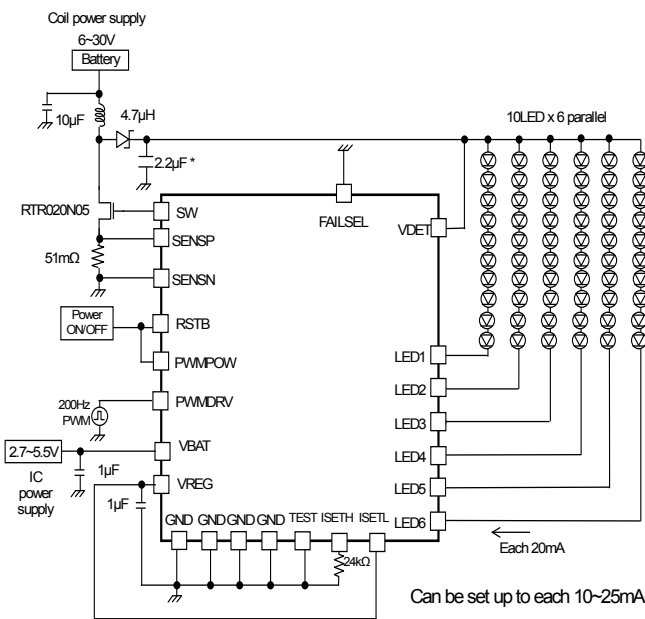 Coil power supply
6~30V
Battery
10µF
4.7µH
2.2µF *
10LED x 6 parallel
RTR020N05
SW
FAILSEL
VDET
SENSP
51mΩ
SENSN
Power
ON/OFF
RSTB
PWMPOW
LED1
LED2
200Hz
PWM
PWMDRV
LED3
2.7~5.5V
VBAT
LED4
IC
power
supply
1µF
VREG
LED5
1µF
GND GND GND GND TEST ISETH ISETL
LED6
24kΩ
Each 20mA
Can be set up to each 10~25mA